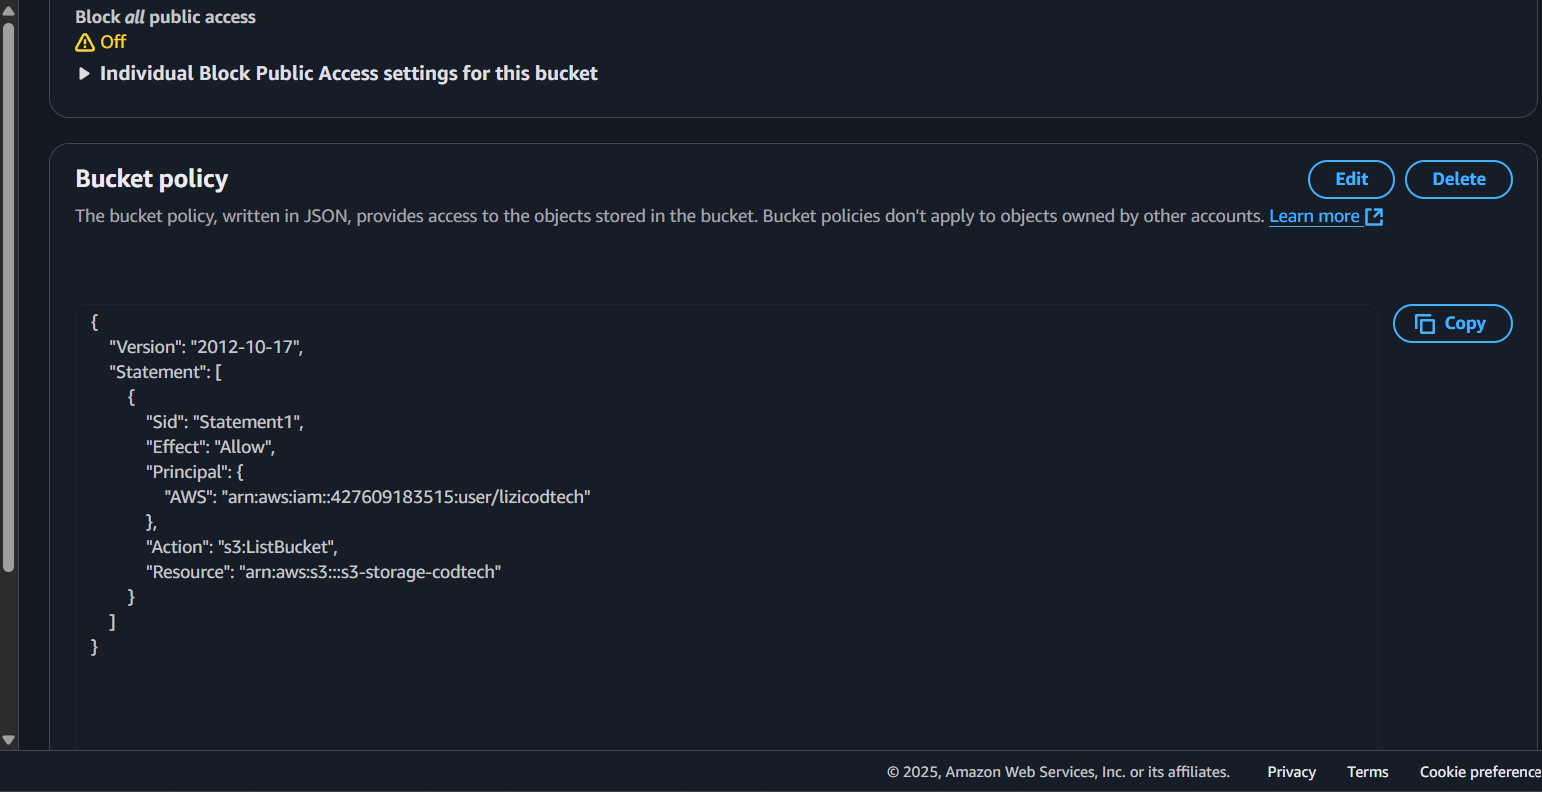 Block all public access
Off
Individual Block Public Access settings for this bucket
Bucket policy
Edit
Delete
The bucket policy, written in JSON, provides access to the objects stored in the bucket. Bucket policies don't apply to objects owned by other accounts. Learn more
Copy
{
"Version": "2012-10-17",
"Statement": [
{
"Sid": "Statement1",
"Effect": "Allow",
"Principal": {
"AWS": "arn:aws:iam::427609183515:user/lizicodtech"
},
"Action": "s3:ListBucket",
"Resource": "arn:aws:s3:::s3-storage-codtech"
}
]
}
© 2025, Amazon Web Services, Inc. or its affiliates.
Privacy
Terms
Cookie preference